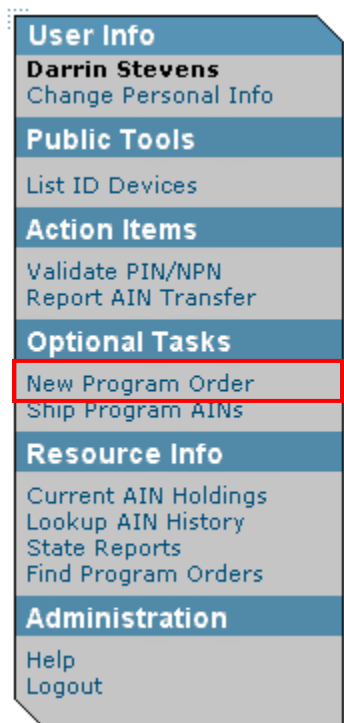 User Info
Darrin Stevens
Change Personal Info
Public Tools
List ID Devices
Action Items
Validate PIN/NPN
Report AIN Transfer
Optional Tasks
New Program Order
Ship Program AINs
Resource Info
Current AIN Holdings
Lookup AIN History
State Reports
Find Program Orders
Administration
Help
Logout